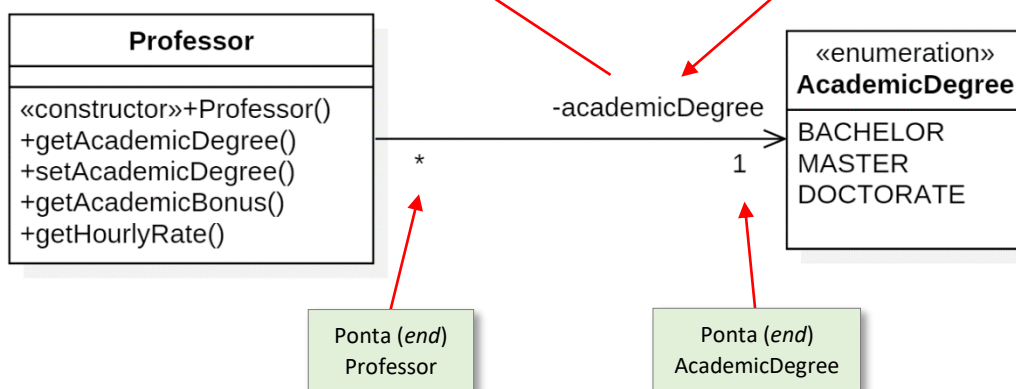 Professor
«constructor»+Professor()
+getAcademicDegree()
+setAcademicDegree()
+getAcademicBonus()
+getHourlyRate()
-academicDegree
*
1
«enumeration»
AcademicDegree
BACHELOR
MASTER
DOCTORATE
Ponta (end)
Professor
Ponta (end)
AcademicDegree